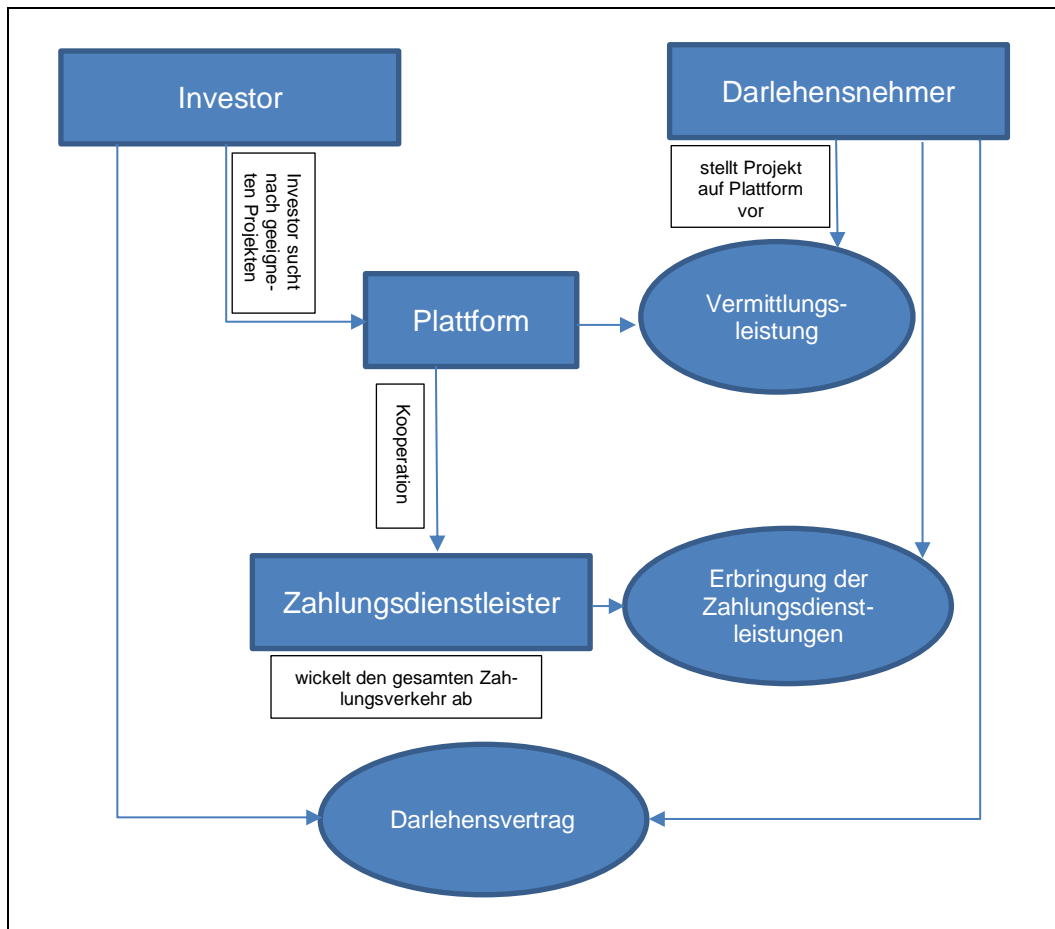 Investor
Darlehensnehmer
Investor sucht
nach geeigne-
ten Projekten
stellt Projekt
auf Plattform
vor
Plattform
Vermittlungs-
leistung
Kooperation
Zahlungsdienstleister
Erbringung der
Zahlungsdienst-
leistungen
wickelt den gesamten Zah-
lungsverkehr ab
Darlehensvertrag